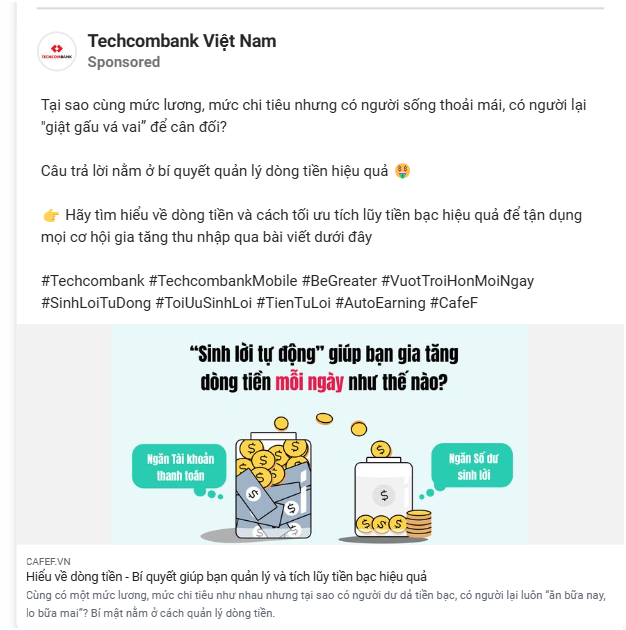 TECHCOMBANK
Techcombank Việt Nam
Sponsored
Tại sao cùng mức lương, mức chi tiêu nhưng có người sống thoải mái, có người lại
"giật gấu vá vai” để cân đối?
Câu trả lời nằm ở bí quyết quản lý dòng tiền hiệu quả 🤑
👉 Hãy tìm hiểu về dòng tiền và cách tối ưu tích lũy tiền bạc hiệu quả để tận dụng
mọi cơ hội gia tăng thu nhập qua bài viết dưới đây
#Techcombank #TechcombankMobile #BeGreater #VuotTroiHonMoiNgay
#SinhLoiTuDong #ToiUuSinhLoi #TienTuLoi #AutoEarning #CafeF
“Sinh lời tự động” giúp bạn gia tăng
dòng tiền mỗi ngày như thế nào?
Ngăn Tài khoản
thanh toán
Ngăn Số dư
sinh lời
CAFEF.VN
Hiểu về dòng tiền - Bí quyết giúp bạn quản lý và tích lũy tiền bạc hiệu quả
Cùng có một mức lương, mức chi tiêu như nhau nhưng tại sao có người dư dả tiền bạc, có người lại luôn “ăn bữa nay,
lo bữa mai”? Bí mật nằm ở cách quản lý dòng tiền.